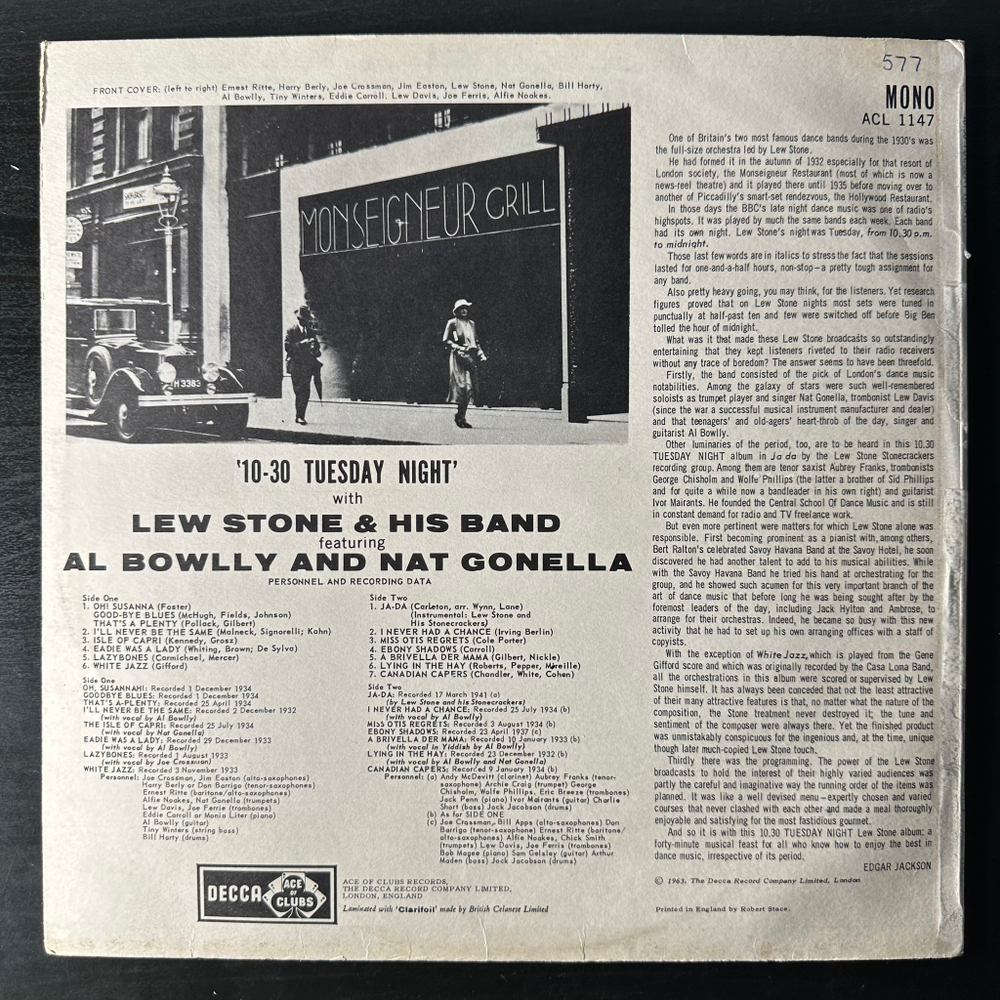 577
MONO
ACL 1147
FRONT COVER: (left to right) Ernest Ritte, Harry Berly, Joe Crossman, Jim Easton, Lew Stone, Nat Gonella, Bill Harty,
Al Bowlly, Tiny Winters, Eddie Carroll, Lew Davis, Joe Ferris, Alfie Noakes.
MONSEIGNEUR GRILL
H 3383
'10-30 TUESDAY NIGHT'
with
LEW STONE & HIS BAND
featuring
AL BOWLLY AND NAT GONELLA
PERSONNEL AND RECORDING DATA
Side One
1. OH! SUSANNA (Foster)
GOOD-BYE BLUES (McHugh, Fields, Johnson)
THAT'S A-PLENTY (Pollack, Gilbert)
2. I'LL NEVER BE THE SAME (Malneck, Signorelli; Kahn)
3. ISLE OF CAPRI (Kennedy, Grosz)
4. EADIE WAS A LADY (Whiting, Brown; De Sylva)
5. LAZYBONES (Carmichael, Mercer)
6. WHITE JAZZ (Gifford)
Side Two
1. JA-DA (Carleton, arr. Wynn, Lane)
(Instrumental: Lew Stone and
His Stonecrackers)
2. I NEVER HAD A CHANCE (Irving Berlin)
3. MISS OTIS REGRETS (Cole Porter)
4. EBONY SHADOWS (Carroll)
5. A BRIVELLA DER MAMA (Gilbert, Nickle)
6. LYING IN THE HAY (Roberts, Pepper, Mireille)
7. CANADIAN CAPERS (Chandler, White, Cohen)
Side One
OH, SUSANNAH: Recorded 1 December 1934
GOODBYE BLUES: Recorded 1 December 1934
THAT'S A-PLENTY: Recorded 25 April 1934
I'LL NEVER BE THE SAME: Recorded 2 December 1932
(with vocal by Al Bowlly)
THE ISLE OF CAPRI: Recorded 25 July 1934
(with vocal by Nat Gonella)
EADIE WAS A LADY: Recorded 29 December 1933
(with vocal by Al Bowlly)
LAZYBONES: Recorded 1 August 1933
(with vocal by Joe Crossman)
WHITE JAZZ: Recorded 3 November 1933
Personnel: Joe Crossman, Jim Easton (alto-saxophones)
Harry Berly or Don Barrigo (tenor-saxophones)
Ernest Ritte (baritone/alto-saxophones)
Alfie Noakes, Nat Gonella (trumpets)
Lew Davis, Joe Ferrie (trombones)
Eddie Carroll or Monia Liter (piano)
Al Bowlly (guitar)
Tiny Winters (string bass)
Bill Harty (drums)
Side Two
JA-DA: Recorded 17 March 1941 (a)
(by Lew Stone and his Stonecrackers)
I NEVER HAD A CHANCE: Recorded 25 July 1934 (b)
(with vocal by Al Bowlly)
MISS OTIS REGRETS: Recorded 3 August 1934 (b)
EBONY SHADOWS: Recorded 23 April 1937 (c)
A BRIVELLA DER MAMA: Recorded 10 January 1933 (b)
(with vocal in Yiddish by Al Bowlly)
LYING IN THE HAY: Recorded 23 December 1932 (b)
(with vocal by Al Bowlly and Nat Gonella)
CANADIAN CAPERS: Recorded 9 January 1934 (b)
Personnel: (a) Andy McDevitt (clarinet) Aubrey Franks (tenor-
saxophone) Archie Craig (trumpet) George
Chisholm, Wolfe Phillips, Eric Breeze (trombones)
Jack Penn (piano) Ivor Mairants (guitar) Charlie
Short (bass) Jack Jacobson (drums)
(b) As for SIDE ONE
(c) Joe Crossman, Bill Apps (alto-saxophones) Don
Barrigo (tenor-saxophone) Ernest Ritte (baritone/
alto-saxophones) Alfie Noakes, Chick Smith
(trumpets) Lew Davis, Joe Ferris (trombones)
Bob Magee (piano) Sam Gelsley (guitar) Arthur
Maden (bass) Jack Jacobson (drums)
DECCA
ACE OF CLUBS
ACE OF CLUBS RECORDS,
THE DECCA RECORD COMPANY LIMITED,
LONDON, ENGLAND
Laminated with 'Clarifoil' made by British Celanese Limited
One of Britain's two most famous dance bands during the 1930's was
the full-size orchestra led by Lew Stone.
He had formed it in the autumn of 1932 especially for that resort of
London society, the Monseigneur Restaurant (most of which is now a
news-reel theatre) and it played there until 1935 before moving over to
another of Piccadilly's smart-set rendezvous, the Hollywood Restaurant.
In those days the BBC's late night dance music was one of radio's
highspots. It was played by much the same bands each week. Each band
had its own night. Lew Stone's night was Tuesday, from 10.30 p.m.
to midnight.
Those last few words are in italics to stress the fact that the sessions
lasted for one-and-a-half hours, non-stop – a pretty tough assignment for
any band.
Also pretty heavy going, you may think, for the listeners. Yet research
figures proved that on Lew Stone nights most sets were tuned in
punctually at half-past ten and few were switched off before Big Ben
tolled the hour of midnight.
What was it that made these Lew Stone broadcasts so outstandingly
entertaining that they kept listeners riveted to their radio receivers
without any trace of boredom? The answer seems to have been threefold.
Firstly, the band consisted of the pick of London's dance music
notabilities. Among the galaxy of stars were such well-remembered
soloists as trumpet player and singer Nat Gonella, trombonist Lew Davis
(since the war a successful musical instrument manufacturer and dealer)
and that teenagers' and old-agers' heart-throb of the day, singer and
guitarist Al Bowlly.
Other luminaries of the period, too, are to be heard in this 10.30
TUESDAY NIGHT album in Ja da by the Lew Stone Stonecrackers
recording group. Among them are tenor saxist Aubrey Franks, trombonists
George Chisholm and Wolfe Phillips (the latter a brother of Sid Phillips
and for quite a while now a bandleader in his own right) and guitarist
Ivor Mairants. He founded the Central School Of Dance Music and is still
in constant demand for radio and TV freelance work.
But even more pertinent were matters for which Lew Stone alone was
responsible. First becoming prominent as a pianist with, among others,
Bert Ralton's celebrated Savoy Havana Band at the Savoy Hotel, he soon
discovered he had another talent to add to his musical abilities. While
with the Savoy Havana Band he tried his hand at orchestrating for the
group, and he showed such acumen for this very important branch of the
art of dance music that before long he was being sought after by the
foremost leaders of the day, including Jack Hylton and Ambrose, to
arrange for their orchestras. Indeed, he became so busy with this new
activity that he had to set up his own arranging offices with a staff of
copyists.
With the exception of White Jazz, which is played from the Gene
Gifford score and which was originally recorded by the Casa Loma Band,
all the orchestrations in this album were scored or supervised by Lew
Stone himself. It has always been conceded that not the least attractive
of their many attractive features is that, no matter what the nature of the
composition, the Stone treatment never destroyed it; the tune and
sentiment of the composer were always there. Yet the finished product
was unmistakably conspicuous for the ingenious and, at the time, unique
though later much-copied Lew Stone touch.
Thirdly there was the programming. The power of the Lew Stone
broadcasts to hold the interest of their highly varied audiences was
partly the careful and imaginative way the running order of the items was
planned. It was like a well devised menu – expertly chosen and varied
courses that never clashed with each other and made a meal thoroughly
enjoyable and satisfying for the most fastidious gourmet.
And so it is with this 10.30 TUESDAY NIGHT Lew Stone album; a
forty-minute musical feast for all who know how to enjoy the best in
dance music, irrespective of its period.
EDGAR JACKSON
© 1963, The Decca Record Company Limited, London
Printed in England by Robert Stace.